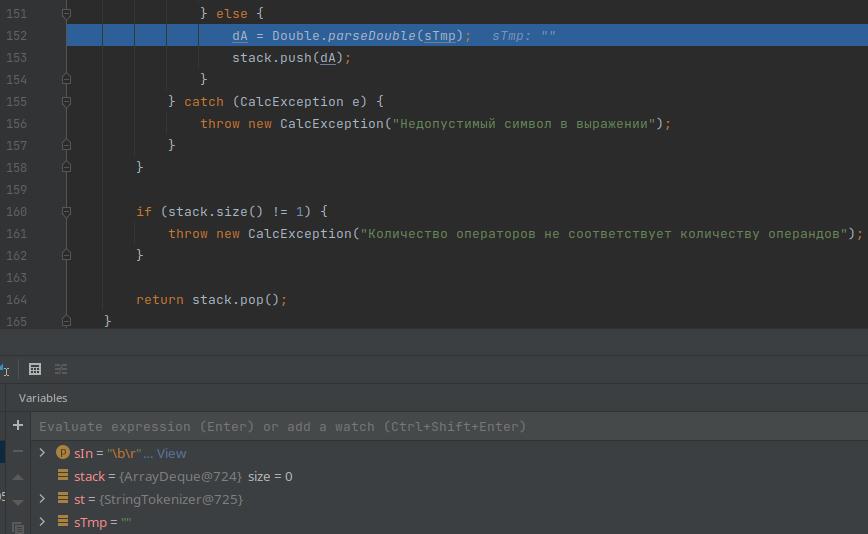 151 } else {
152 dA = Double.parseDouble(sTmp); sTmp: ""
153 stack.push(dA);
154 }
155 } catch (CalcException e) {
156 throw new CalcException("Недопустимый символ в выражении");
157 }
158 }
159
160 if (stack.size() != 1) {
161 throw new CalcException("Количество операторов не соответствует количеству операндов");
162 }
163
164 return stack.pop();
165 }
Variables
Evaluate expression (Enter) or add a watch (Ctrl+Shift+Enter)
sIn = "\b\r"... View
stack = {ArrayDeque@724} size = 0
st = {StringTokenizer@725}
sTmp = ""